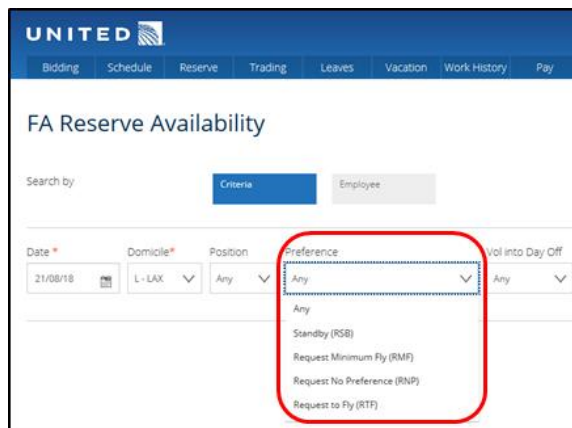 UNITED
Bidding Schedule Reserve Trading Leaves Vacation Work History Pay
FA Reserve Availability
Search by Criteria Employee
Date * Domicile* Position Preference Vol into Day Off
21/08/18 L - LAX Any Any Any
Any
Standby (RSB)
Request Minimum Fly (RMF)
Request No Preference (RNP)
Request to Fly (RTF)